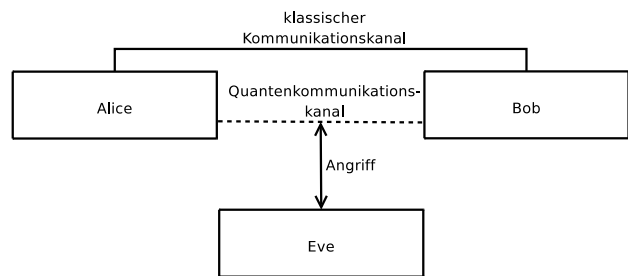 klassischer
Kommunikationskanal
Alice
Quantenkommunikations-
kanal
Bob
Angriff
Eve